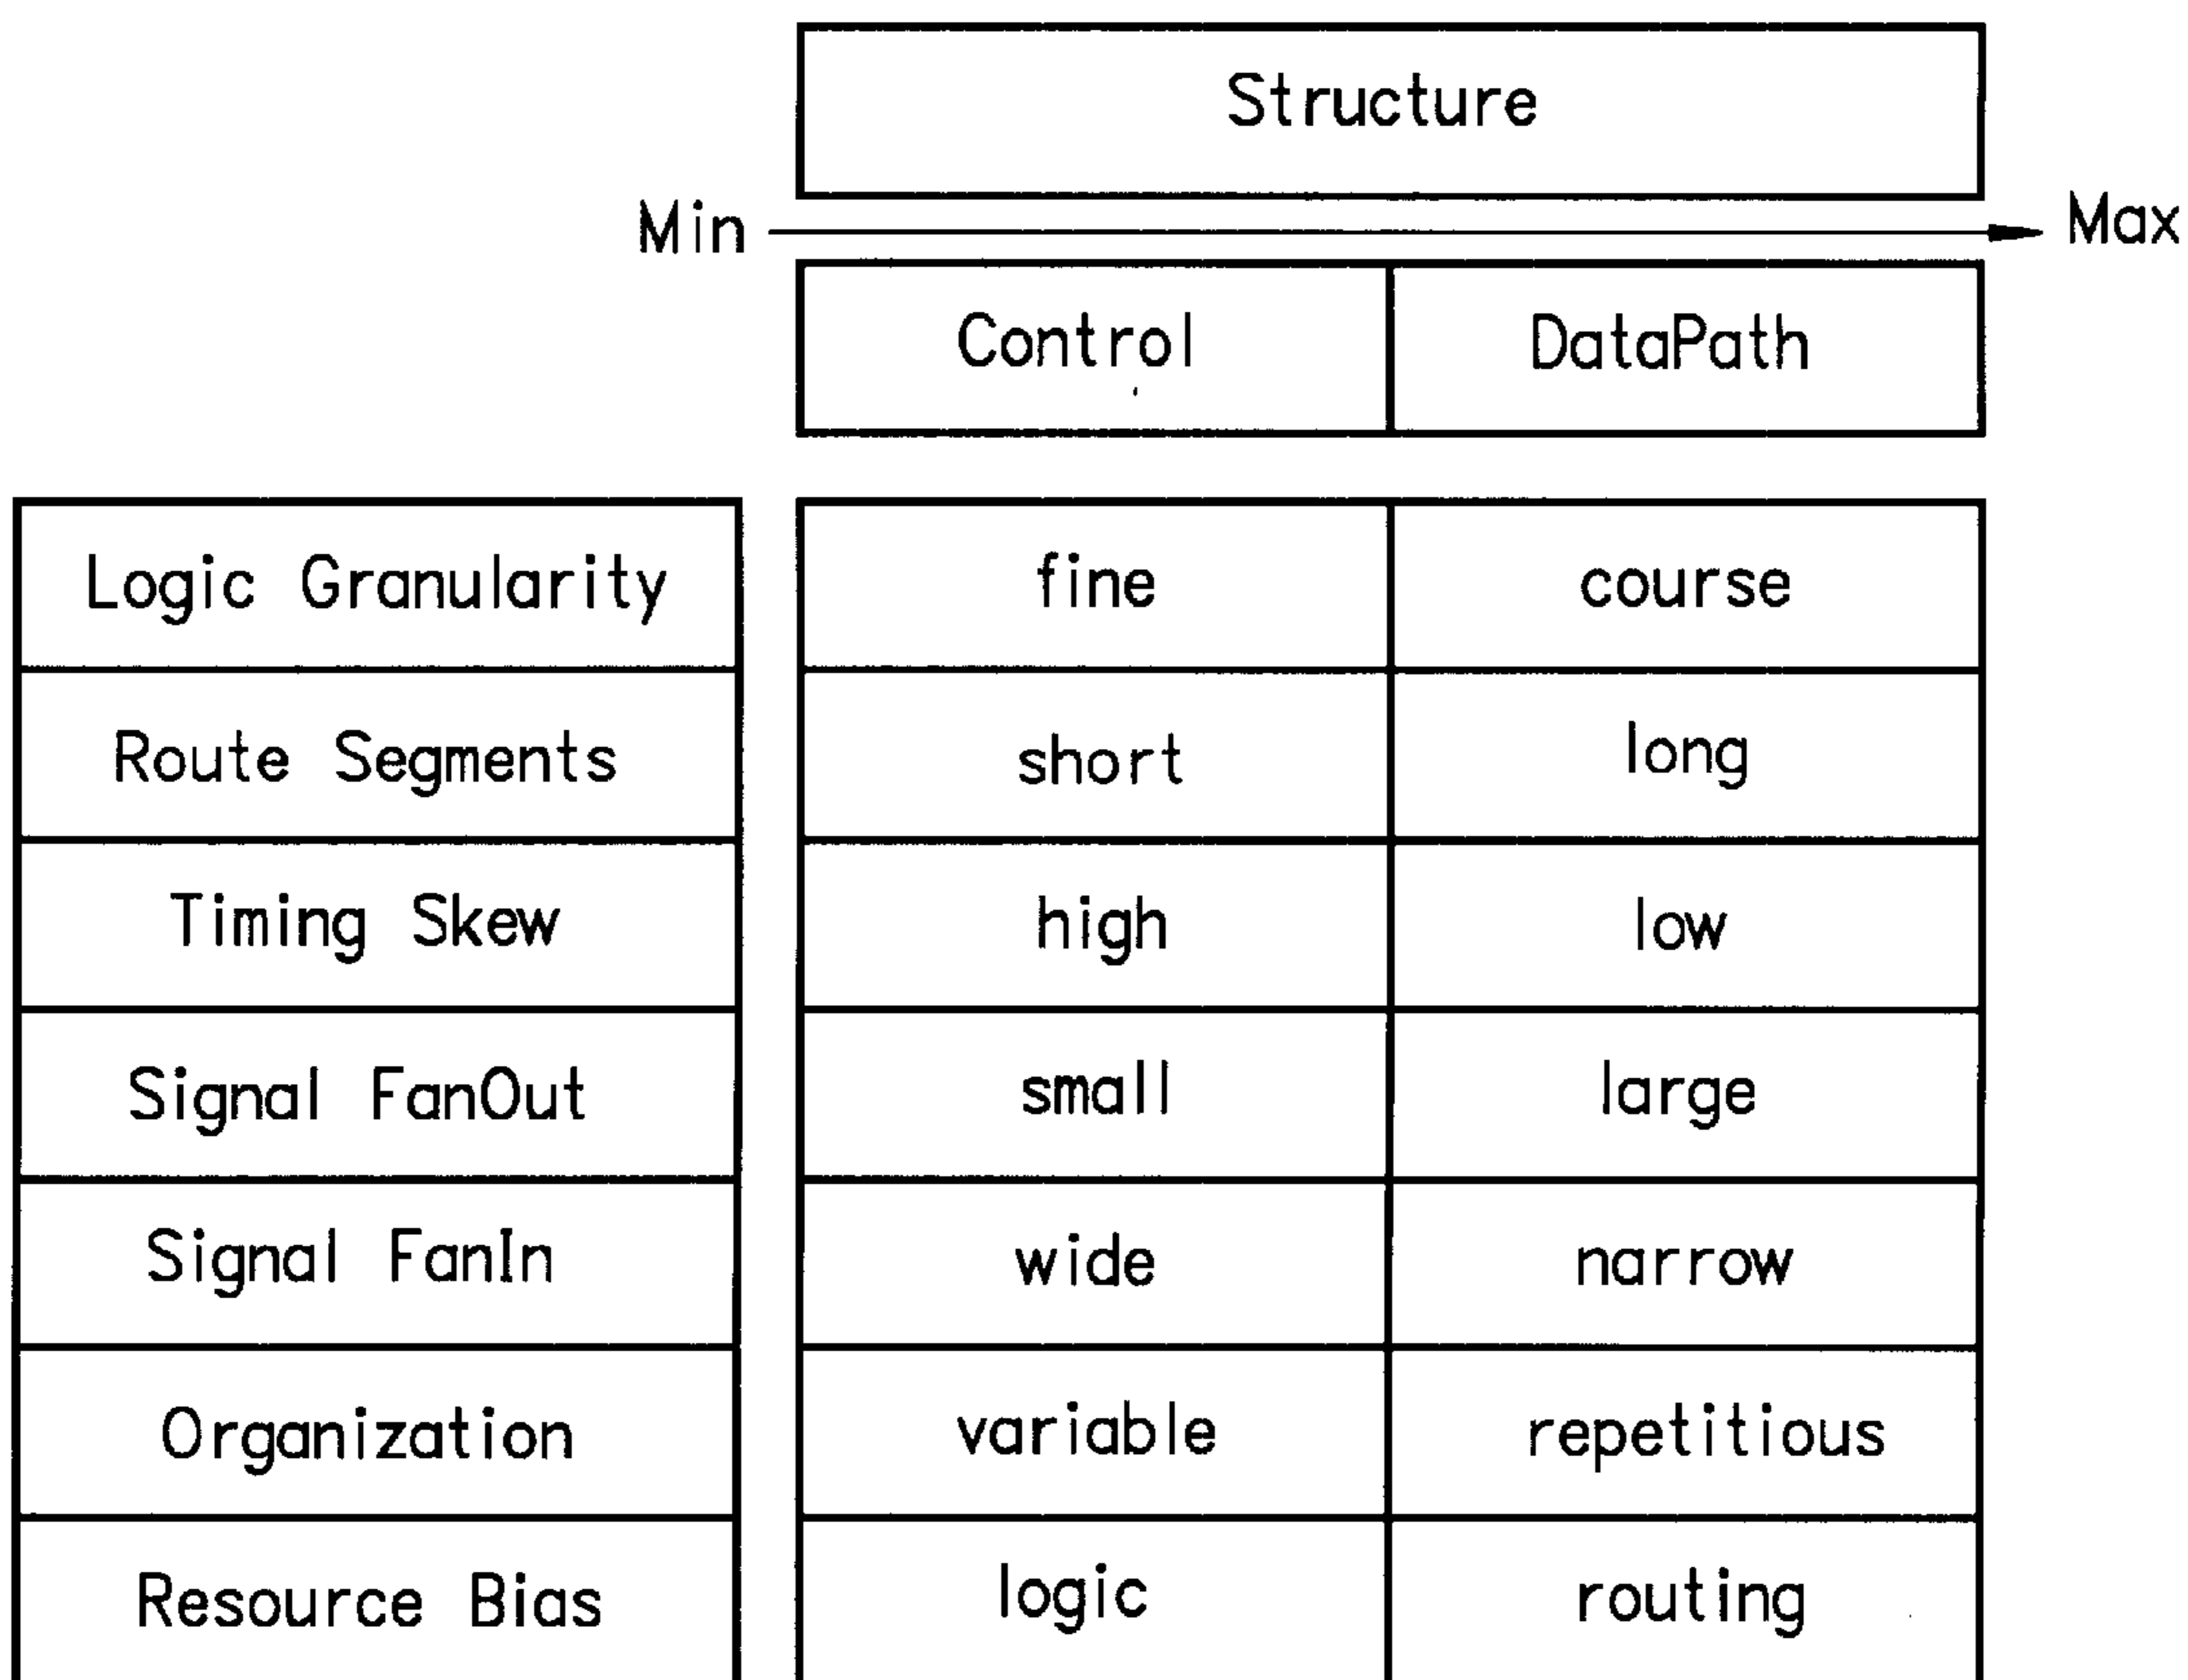 Structure
Min Max
Control DataPath
Logic Granularity fine course
Route Segments short long
Timing Skew high low
Signal FanOut small large
Signal FanIn wide narrow
Organization variable repetitious
Resource Bias logic routing